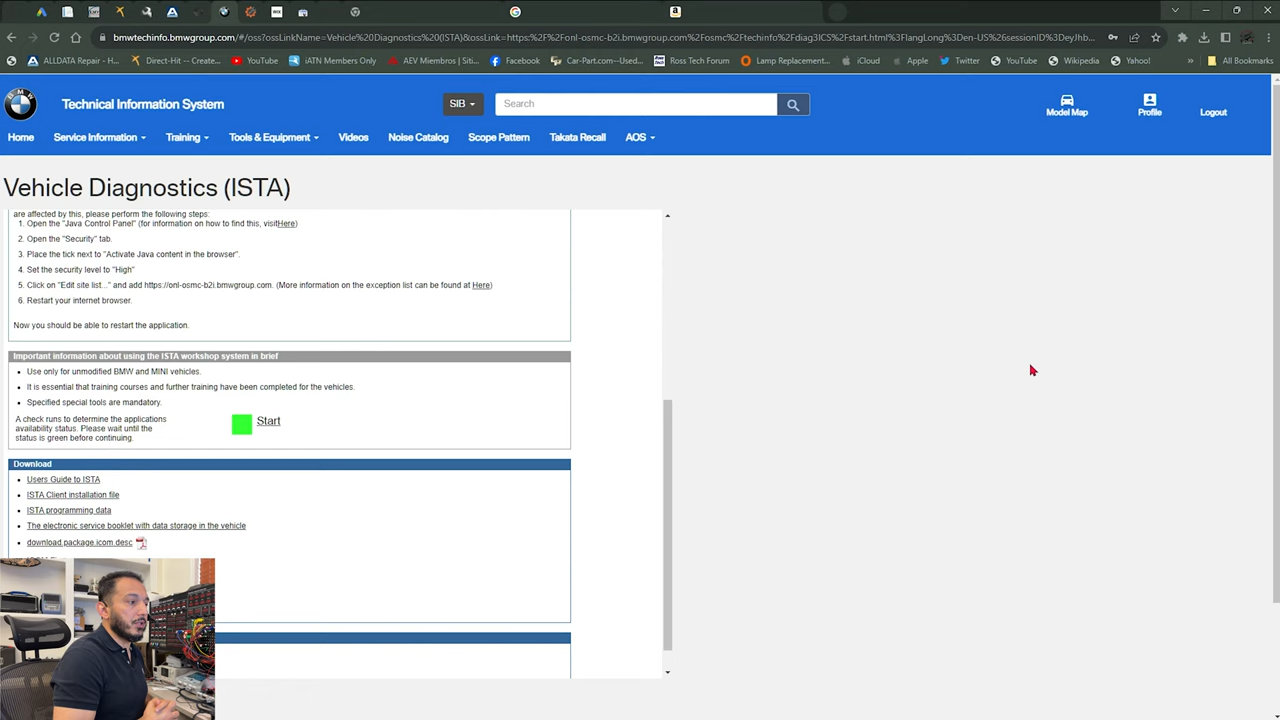 bmwtechinfo.bmwgroup.com/#/oss?ossLinkName=Vehicle%20Diagnostics%20(ISTA)&ossLink=https:%2F%2Fonl-osmc-b2i.bmwgroup.com%2Fosmc%2Ftechinfo%2Fdiag3ICS%2Fstart.html%3FlangLong%3Den-US%26sessionID%3DeyJhb...
ALLDATA Repair - H... Direct-Hit -- Create... YouTube iATN Members Only AEV Miembros | Siti... Facebook Car-Part.com--Used... Ross Tech Forum Lamp Replacement... iCloud Apple Twitter YouTube Wikipedia Yahoo! » All Bookmarks
Technical Information System
SIB
Search
Model Map
Profile
Logout
Home Service Information Training Tools & Equipment Videos Noise Catalog Scope Pattern Takata Recall AOS
Vehicle Diagnostics (ISTA)
are affected by this, please perform the following steps:
1. Open the "Java Control Panel" (for information on how to find this, visitHere)
2. Open the "Security" tab.
3. Place the tick next to "Activate Java content in the browser".
4. Set the security level to "High"
5. Click on "Edit site list..." and add https://onl-osmc-b2i.bmwgroup.com. (More information on the exception list can be found at Here)
6. Restart your internet browser.
Now you should be able to restart the application.
Important information about using the ISTA workshop system in brief
• Use only for unmodified BMW and MINI vehicles.
• It is essential that training courses and further training have been completed for the vehicles.
• Specified special tools are mandatory.
A check runs to determine the applications
availability status. Please wait until the
status is green before continuing.
Start
Download
• Users Guide to ISTA
• ISTA Client installation file
• ISTA programming data
• The electronic service booklet with data storage in the vehicle
• download.package.icom.desc